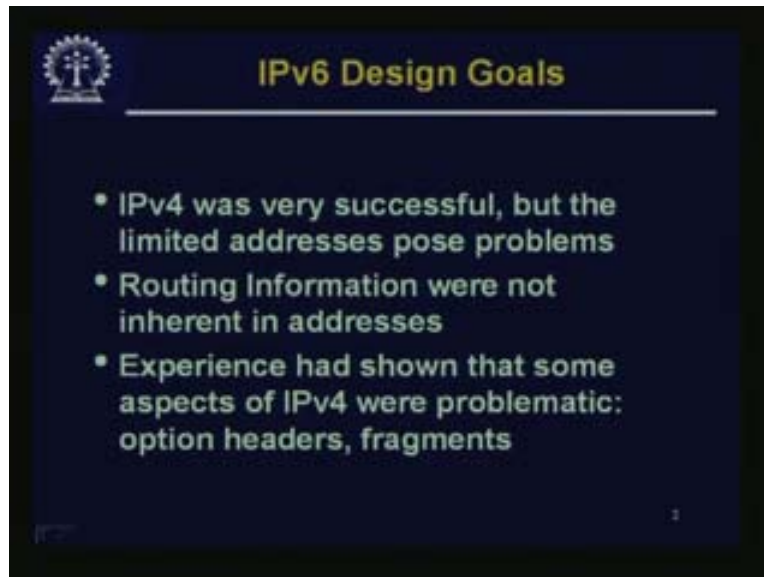 IPv6 Design Goals
• IPv4 was very successful, but the
limited addresses pose problems
• Routing Information were not
inherent in addresses
• Experience had shown that some
aspects of IPv4 were problematic:
option headers, fragments